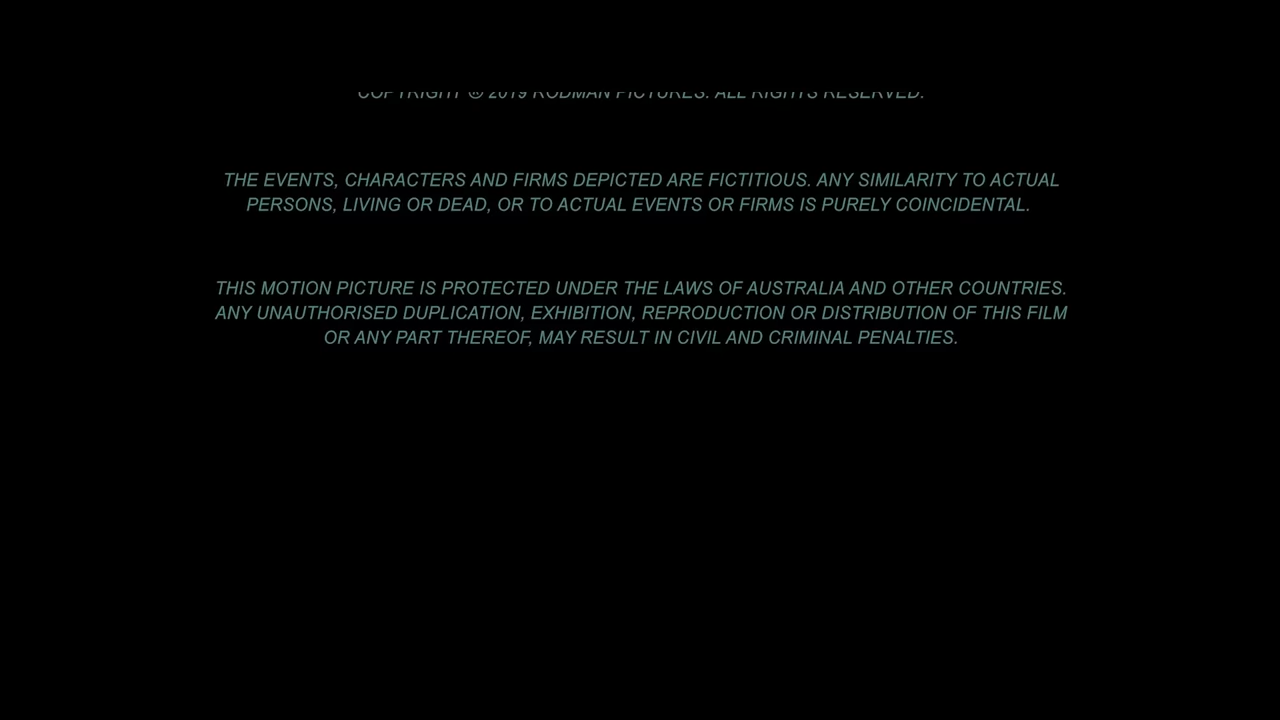 COPYRIGHT © 2019 RODMAN PICTURES. ALL RIGHTS RESERVED.
THE EVENTS, CHARACTERS AND FIRMS DEPICTED ARE FICTITIOUS. ANY SIMILARITY TO ACTUAL
PERSONS, LIVING OR DEAD, OR TO ACTUAL EVENTS OR FIRMS IS PURELY COINCIDENTAL.
THIS MOTION PICTURE IS PROTECTED UNDER THE LAWS OF AUSTRALIA AND OTHER COUNTRIES.
ANY UNAUTHORISED DUPLICATION, EXHIBITION, REPRODUCTION OR DISTRIBUTION OF THIS FILM
OR ANY PART THEREOF, MAY RESULT IN CIVIL AND CRIMINAL PENALTIES.